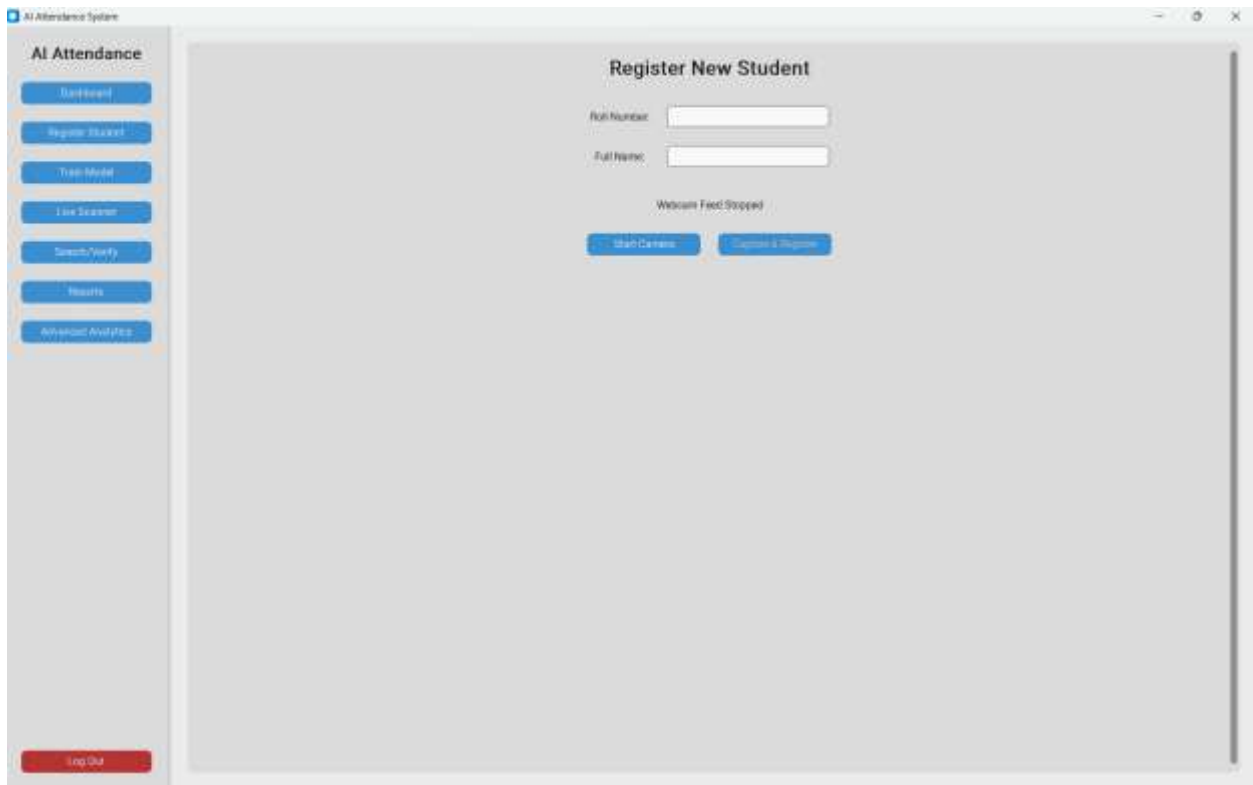 AI Attendance System
AI Attendance
Dashboard
Register Student
Train Model
Live Scanner
Search/Verify
Reports
Advanced Analytics
Log Out
Register New Student
Roll Number:
Full Name:
Webcam Feed Stopped
Start Camera
Capture & Register